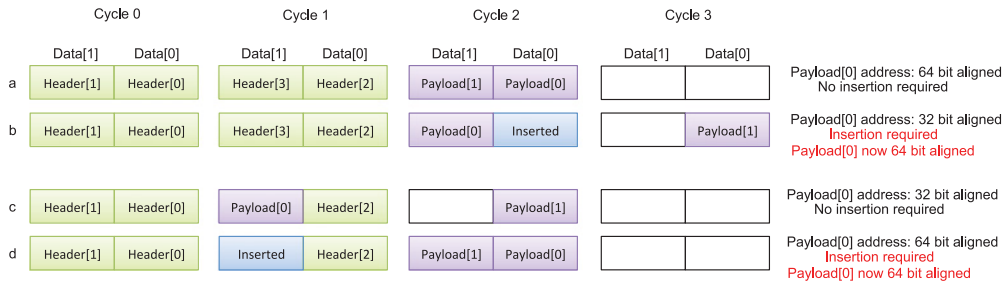 Cycle 0 Cycle 1 Cycle 2 Cycle 3
Data[1] Data[0] Data[1] Data[0] Data[1] Data[0] Data[1] Data[0]
a Header[1] Header[0] Header[3] Header[2] Payload[1] Payload[0]
Payload[0] address: 64 bit aligned
No insertion required
b Header[1] Header[0] Header[3] Header[2] Payload[0] Inserted Payload[1]
Payload[0] address: 32 bit aligned
Insertion required
Payload[0] now 64 bit aligned
c Header[1] Header[0] Payload[0] Header[2] Payload[1]
Payload[0] address: 32 bit aligned
No insertion required
d Header[1] Header[0] Inserted Header[2] Payload[1] Payload[0]
Payload[0] address: 64 bit aligned
Insertion required
Payload[0] now 64 bit aligned